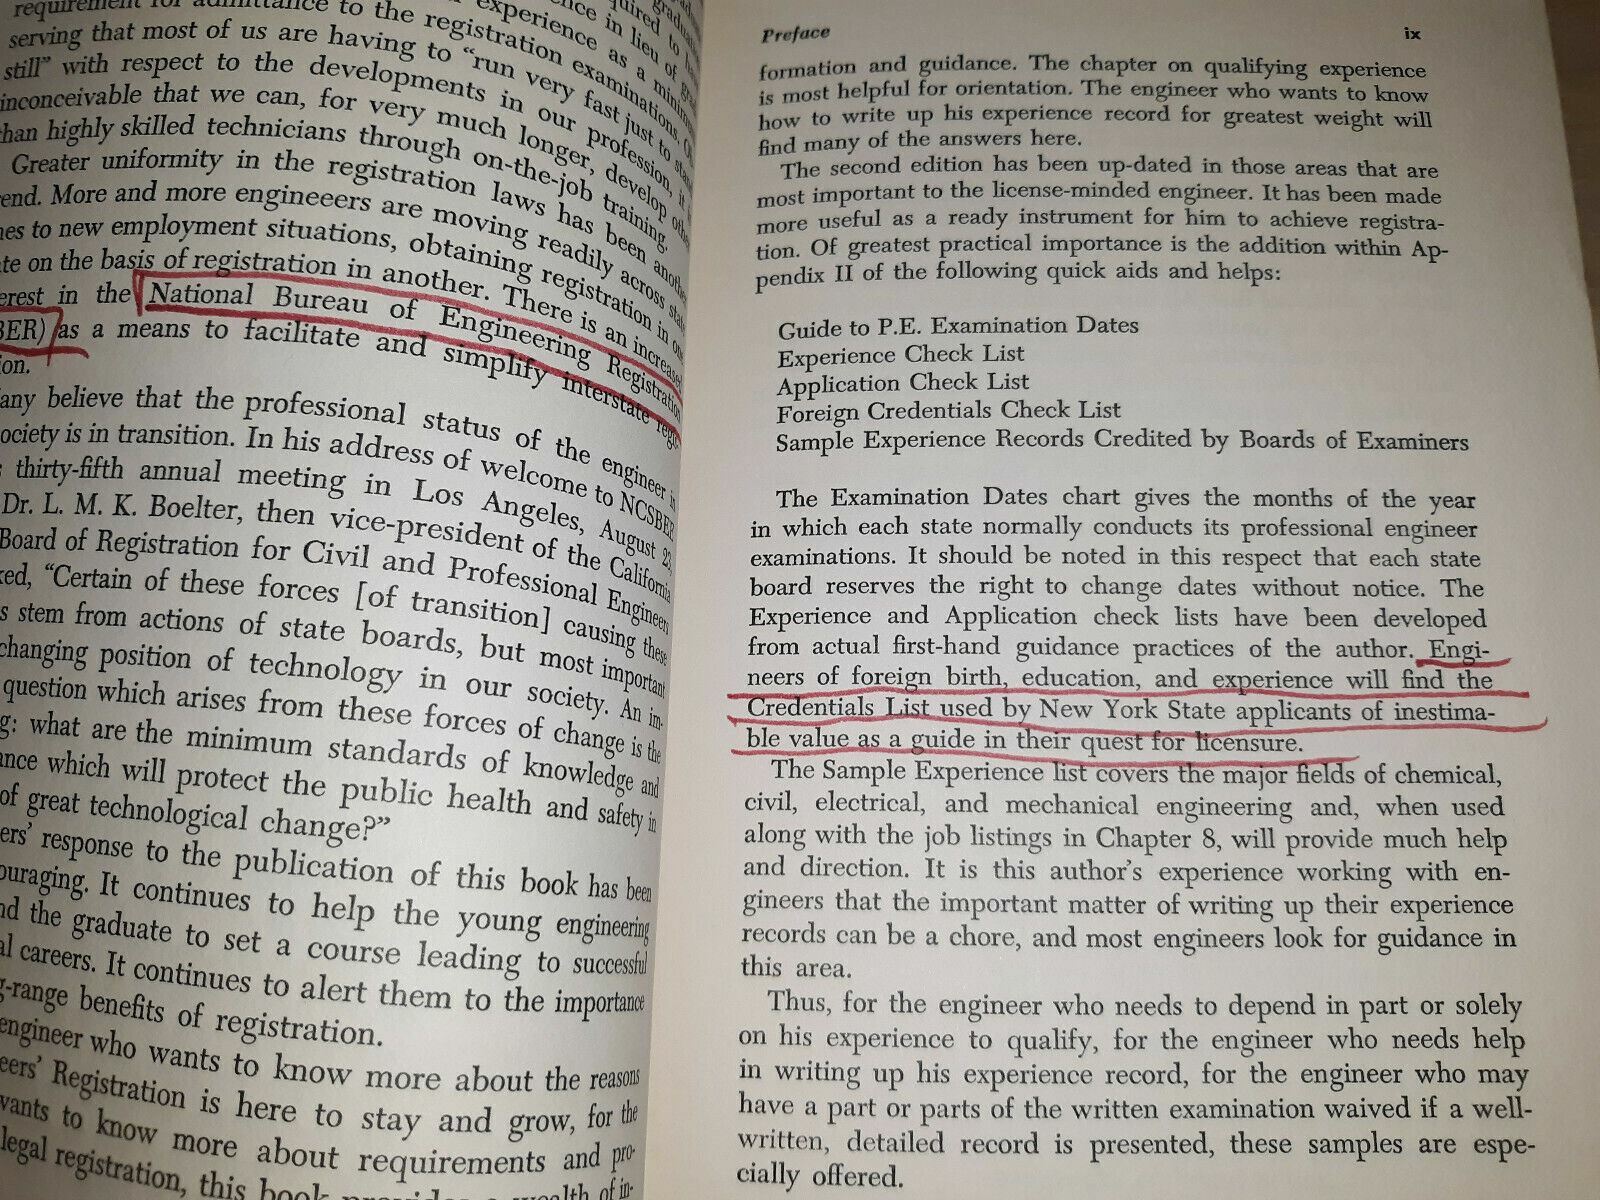 requirement for admittance to the registration examinations. Ob-
serving that most of us are having to "run very fast just to stand
still" with respect to the developments in our profession, it is
inconceivable that we can, for very much longer, develop other
than highly skilled technicians through on-the-job training.
Greater uniformity in the registration laws has been another
end. More and more engineeers are moving readily across state
es to new employment situations, obtaining registration in one
te on the basis of registration in another. There is an increased
erest in the National Bureau of Engineering Registration
BER) as a means to facilitate and simplify interstate regis-
on.
any believe that the professional status of the engineer in
ociety is in transition. In his address of welcome to NCSBEE
thirty-fifth annual meeting in Los Angeles, August 23,
Dr. L. M. K. Boelter, then vice-president of the California
Board of Registration for Civil and Professional Engineers
ked, "Certain of these forces [of transition] causing these
s stem from actions of state boards, but most important
changing position of technology in our society. An im-
question which arises from these forces of change is the
g: what are the minimum standards of knowledge and
nce which will protect the public health and safety in
of great technological change?"
ers' response to the publication of this book has been
ouraging. It continues to help the young engineering
nd the graduate to set a course leading to successful
al careers. It continues to alert them to the importance
g-range benefits of registration.
engineer who wants to know more about the reasons
eers' Registration is here to stay and grow, for the
wants to know more about requirements and pro-
legal registration, this book provides a wealth of in-
Preface ix
formation and guidance. The chapter on qualifying experience
is most helpful for orientation. The engineer who wants to know
how to write up his experience record for greatest weight will
find many of the answers here.
The second edition has been up-dated in those areas that are
most important to the license-minded engineer. It has been made
more useful as a ready instrument for him to achieve registra-
tion. Of greatest practical importance is the addition within Ap-
pendix II of the following quick aids and helps:
Guide to P.E. Examination Dates
Experience Check List
Application Check List
Foreign Credentials Check List
Sample Experience Records Credited by Boards of Examiners
The Examination Dates chart gives the months of the year
in which each state normally conducts its professional engineer
examinations. It should be noted in this respect that each state
board reserves the right to change dates without notice. The
Experience and Application check lists have been developed
from actual first-hand guidance practices of the author. Engi-
neers of foreign birth, education, and experience will find the
Credentials List used by New York State applicants of inestima-
ble value as a guide in their quest for licensure.
The Sample Experience list covers the major fields of chemical,
civil, electrical, and mechanical engineering and, when used
along with the job listings in Chapter 8, will provide much help
and direction. It is this author's experience working with en-
gineers that the important matter of writing up their experience
records can be a chore, and most engineers look for guidance in
this area.
Thus, for the engineer who needs to depend in part or solely
on his experience to qualify, for the engineer who needs help
in writing up his experience record, for the engineer who may
have a part or parts of the written examination waived if a well-
written, detailed record is presented, these samples are espe-
cially offered.